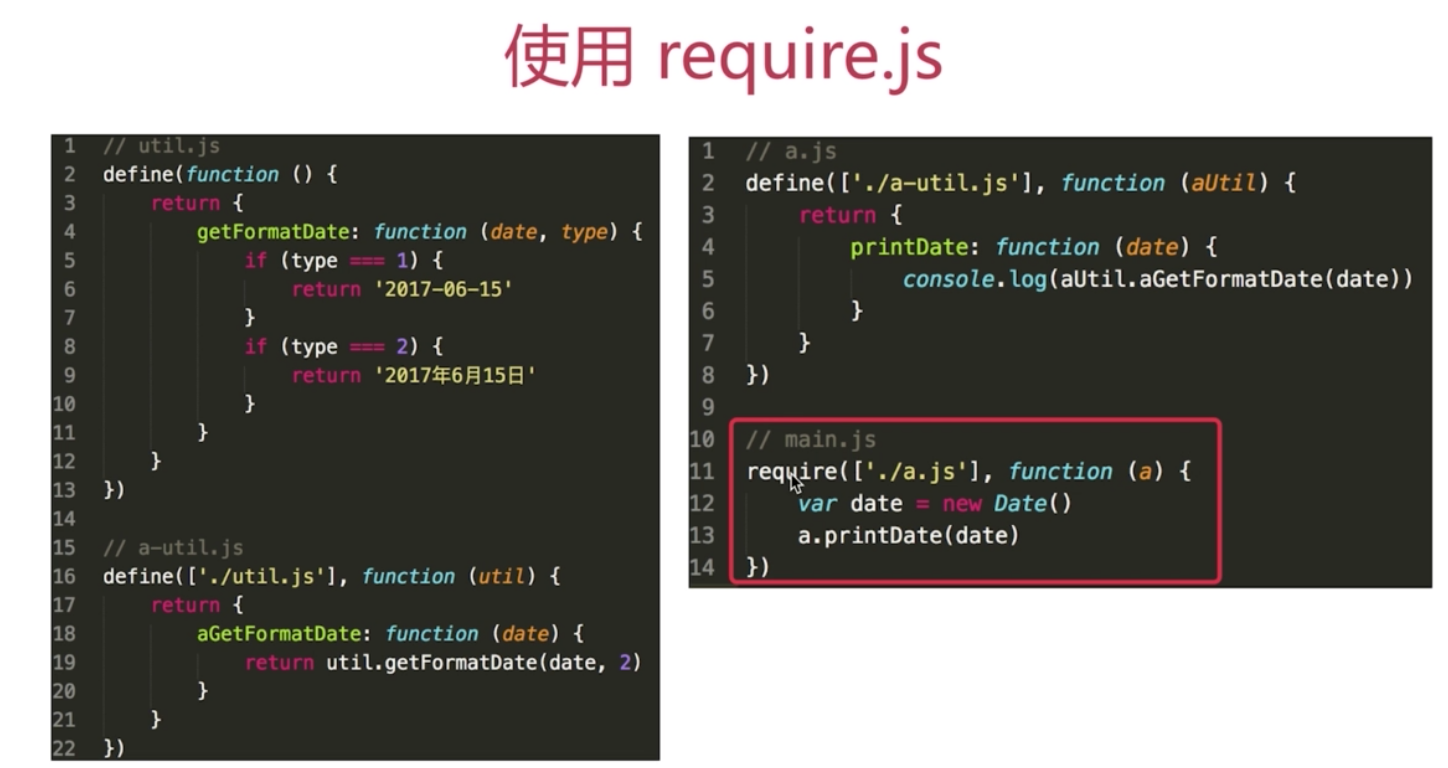 使用 require.js
1 // util.js
2 define(function () {
3     return {
4         getFormatDate: function (date, type) {
5             if (type === 1) {
6                 return '2017-06-15'
7             }
8             if (type === 2) {
9                 return '2017年6月15日'
10             }
11         }
12     }
13 })
14
15 // a-util.js
16 define(['./util.js'], function (util) {
17     return {
18         aGetFormatDate: function (date) {
19             return util.getFormatDate(date, 2)
20         }
21     }
22 })
1 // a.js
2 define(['./a-util.js'], function (aUtil) {
3     return {
4         printDate: function (date) {
5             console.log(aUtil.aGetFormatDate(date))
6         }
7     }
8 })
9
10 // main.js
11 require(['./a.js'], function (a) {
12     var date = new Date()
13     a.printDate(date)
14 })